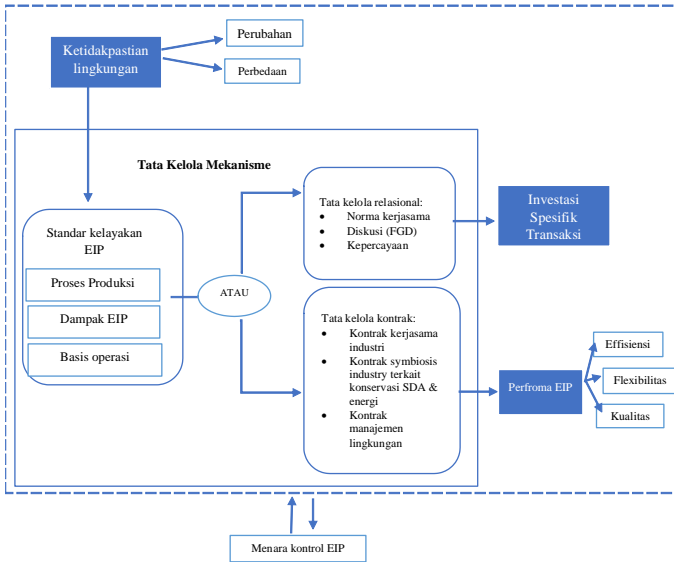 Ketidakpastian
lingkungan
Perubahan
Perbedaan
Tata Kelola Mekanisme
Standar kelayakan
EIP
Proses Produksi
Dampak EIP
Basis operasi
ATAU
Tata kelola relasional:
• Norma kerjasama
• Diskusi (FGD)
• Kepercayaan
Investasi
Spesifik
Transaksi
Tata kelola kontrak:
• Kontrak kerjasama
industri
• Kontrak symbiosis
industry terkait
konservasi SDA &
energi
• Kontrak
manajemen
lingkungan
Perfroma EIP
Effisiensi
Flexibilitas
Kualitas
Menara kontrol EIP